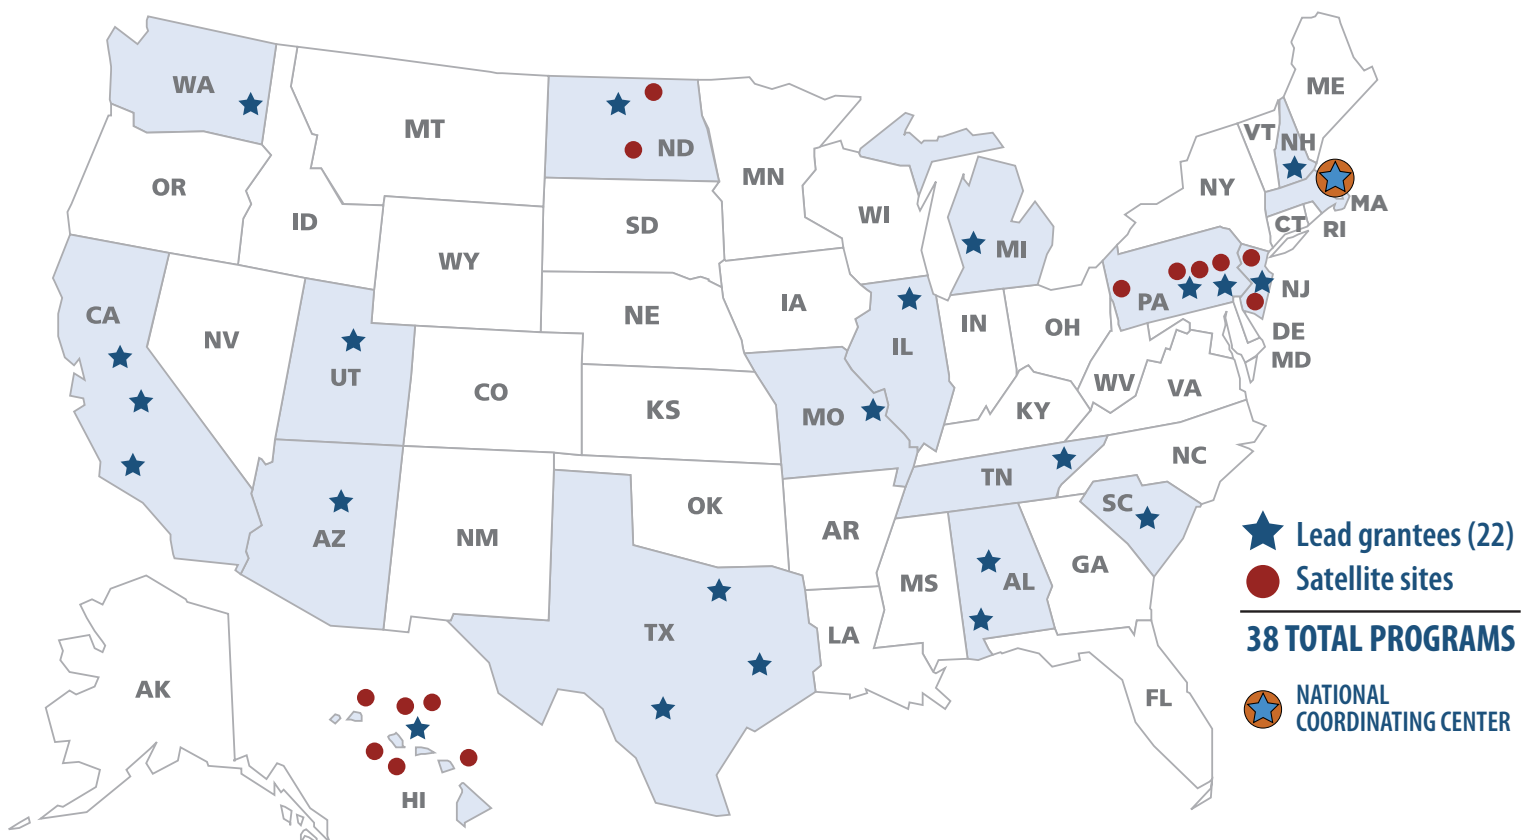 WA
MT
ND
MN
OR
ID
WY
SD
WI
MI
ME
VT
NH
NY
MA
CT
RI
CA
NV
UT
CO
NE
IA
IL
IN
OH
PA
NJ
DE
MD
KS
MO
KY
WV
VA
AZ
NM
OK
AR
TN
NC
SC
TX
LA
MS
AL
GA
FL
AK
HI
Lead grantees (22)
Satellite sites
38 TOTAL PROGRAMS
NATIONAL
COORDINATING CENTER